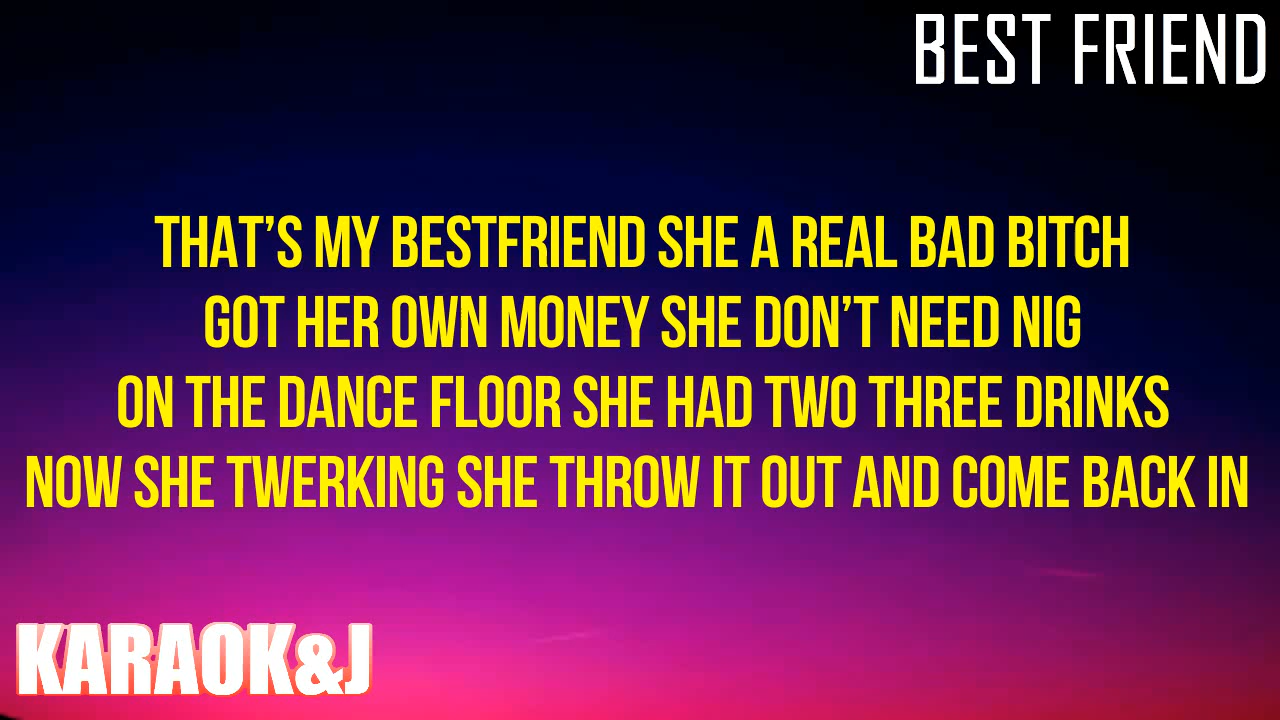 BEST FRIEND
THAT’S MY BESTFRIEND SHE A REAL BAD BITCH
GOT HER OWN MONEY SHE DON’T NEED NIG
ON THE DANCE FLOOR SHE HAD TWO THREE DRINKS
NOW SHE TWERKING SHE THROW IT OUT AND COME BACK IN
KARAOK&J